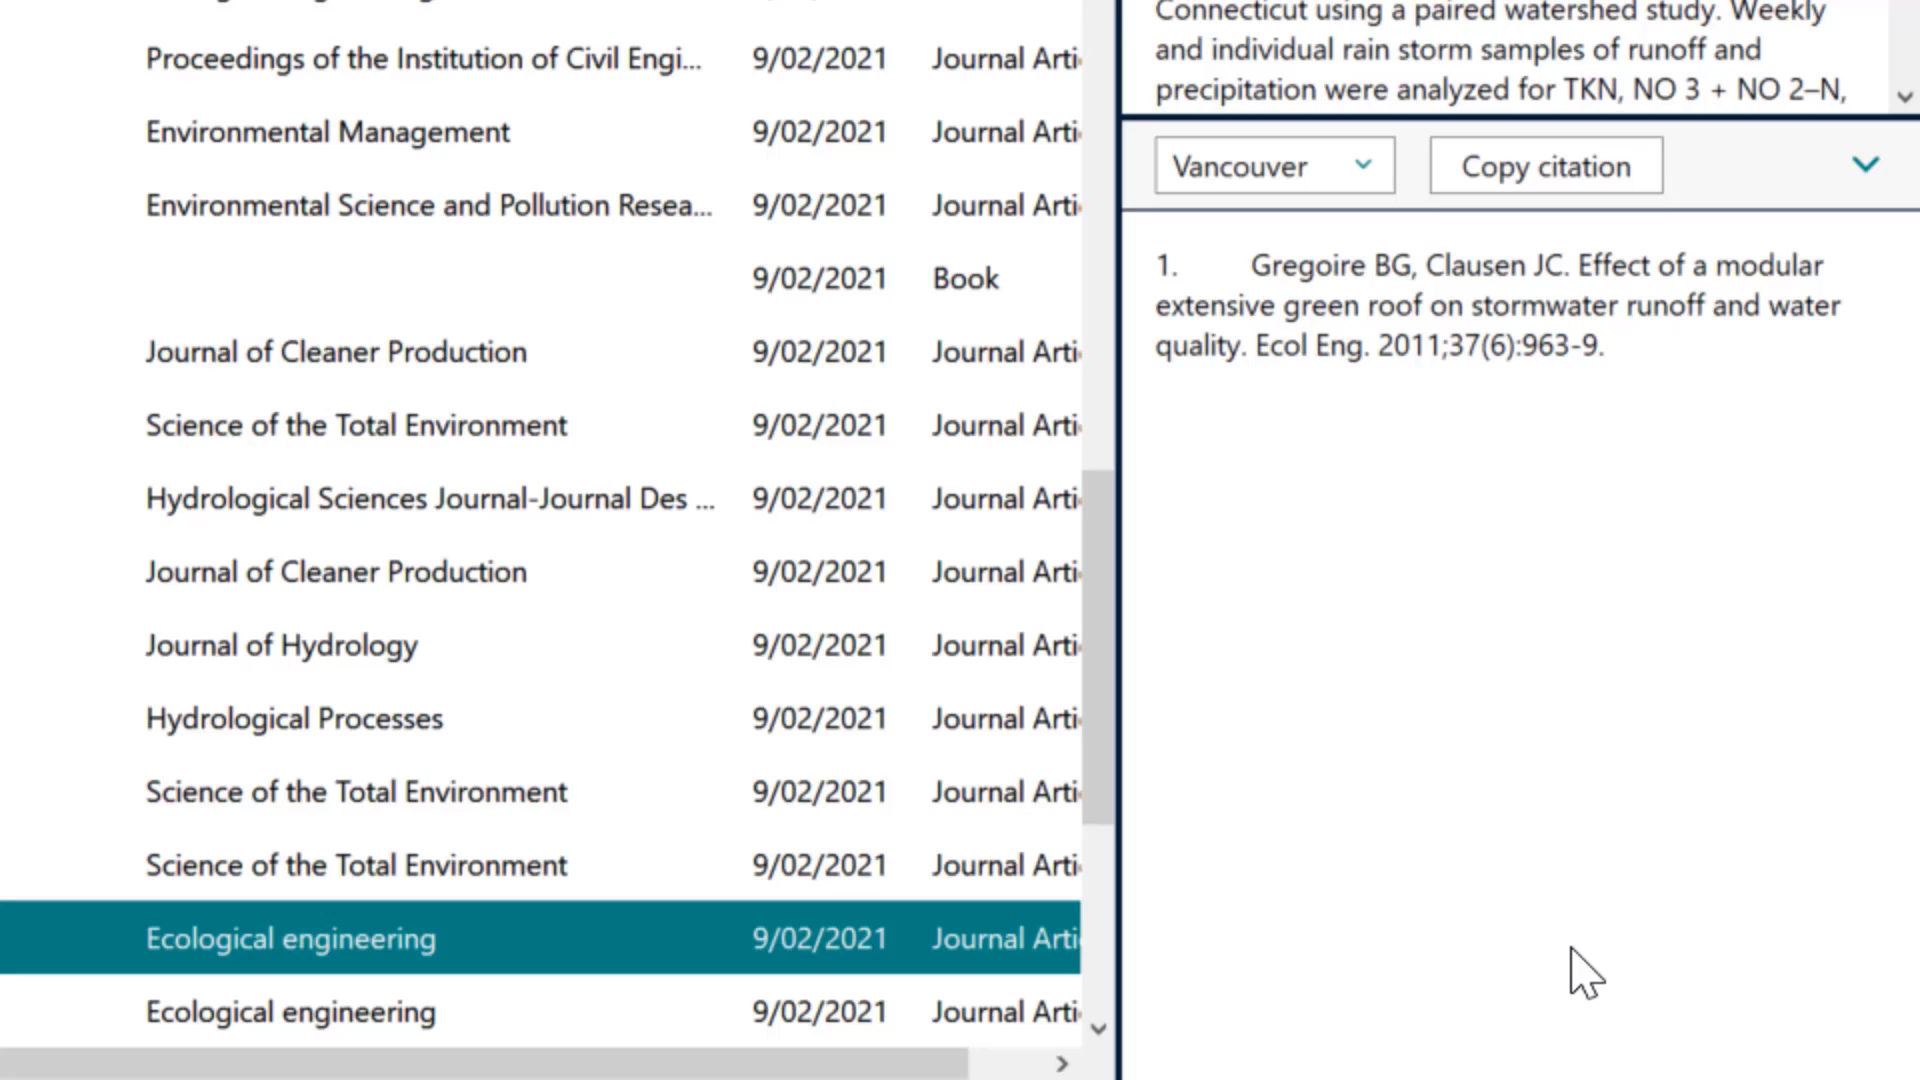 Proceedings of the Institution of Civil Engi... 9/02/2021 Journal Arti
Environmental Management 9/02/2021 Journal Arti
Environmental Science and Pollution Resea... 9/02/2021 Journal Arti
9/02/2021 Book
Journal of Cleaner Production 9/02/2021 Journal Arti
Science of the Total Environment 9/02/2021 Journal Arti
Hydrological Sciences Journal-Journal Des ... 9/02/2021 Journal Arti
Journal of Cleaner Production 9/02/2021 Journal Arti
Journal of Hydrology 9/02/2021 Journal Arti
Hydrological Processes 9/02/2021 Journal Arti
Science of the Total Environment 9/02/2021 Journal Arti
Science of the Total Environment 9/02/2021 Journal Arti
Ecological engineering 9/02/2021 Journal Arti
Ecological engineering 9/02/2021 Journal Arti
Connecticut using a paired watershed study. Weekly
and individual rain storm samples of runoff and
precipitation were analyzed for TKN, NO 3 + NO 2–N,
Vancouver
Copy citation
1. Gregoire BG, Clausen JC. Effect of a modular
extensive green roof on stormwater runoff and water
quality. Ecol Eng. 2011;37(6):963-9.